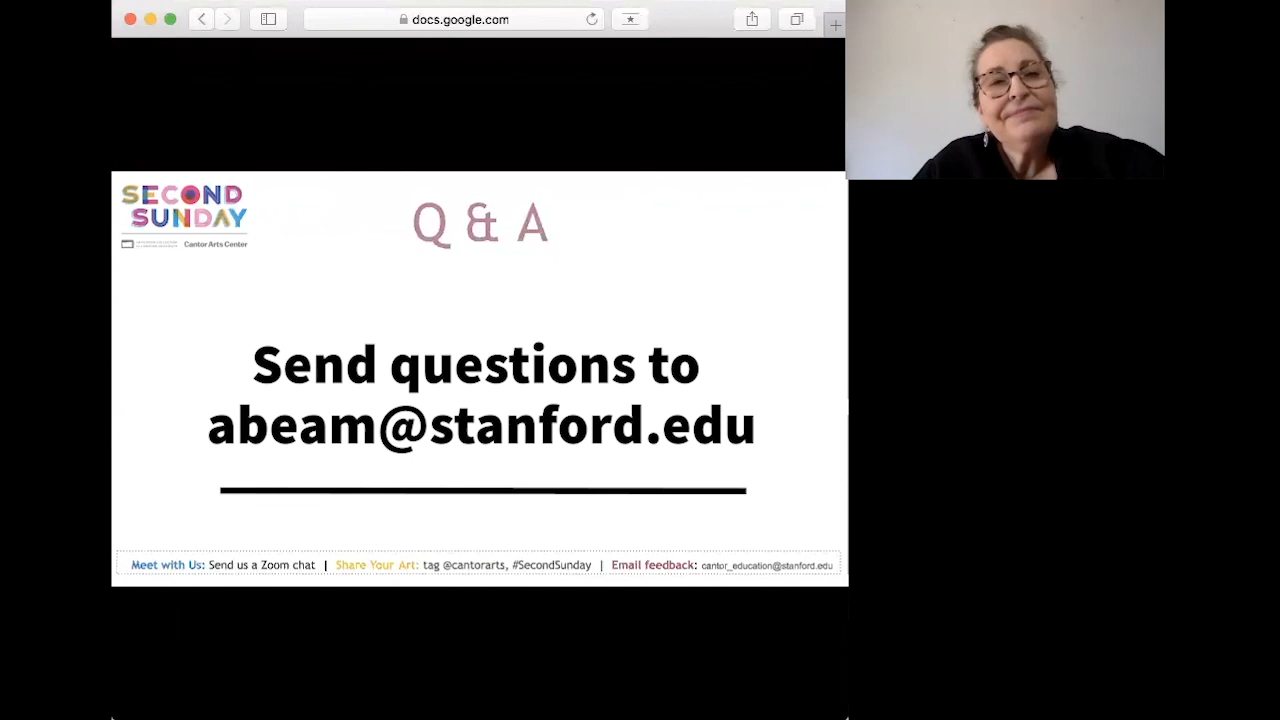 docs.google.com
SECOND
SUNDAY
Cantor Arts Center
Q & A
Send questions to
abeam@stanford.edu
Meet with Us: Send us a Zoom chat | Share Your Art: tag @cantorarts, #SecondSunday | Email feedback: cantor_education@stanford.edu